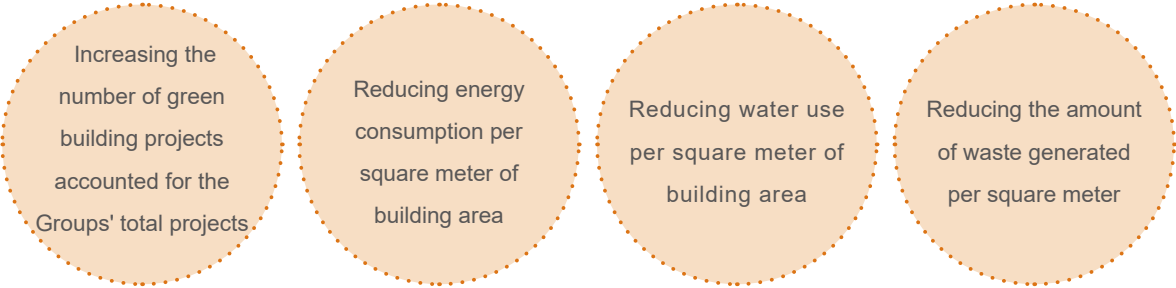 Increasing the
number of green
building projects
accounted for the
Groups' total projects
Reducing energy
consumption per
square meter of
building area
Reducing water use
per square meter of
building area
Reducing the amount
of waste generated
per square meter